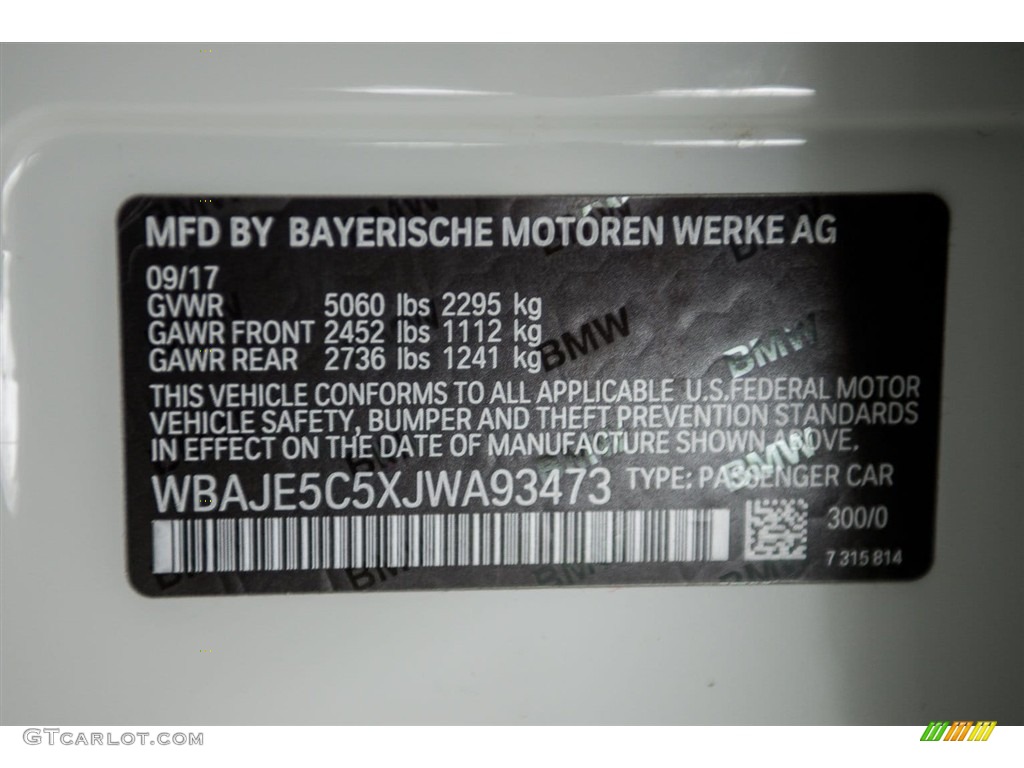 MFD BY BAYERISCHE MOTOREN WERKE AG
09/17
GVWR 5060 lbs 2295 kg
GAWR FRONT 2452 lbs 1112 kg
GAWR REAR 2736 lbs 1241 kg
THIS VEHICLE CONFORMS TO ALL APPLICABLE U.S.FEDERAL MOTOR
VEHICLE SAFETY, BUMPER AND THEFT PREVENTION STANDARDS
IN EFFECT ON THE DATE OF MANUFACTURE SHOWN ABOVE.
WBAJE5C5XJWA93473 TYPE: PASSENGER CAR
300/0
7 315 814
BMW
BMW
BMW
GTCARLOT.COM